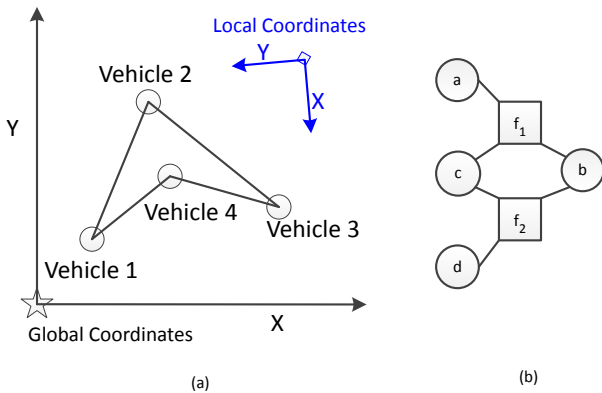 Local Coordinates
Y
X
Vehicle 2
Y
Vehicle 4
Vehicle 3
Vehicle 1
X
Global Coordinates
(a)
a
f1
c
b
f2
d
(b)